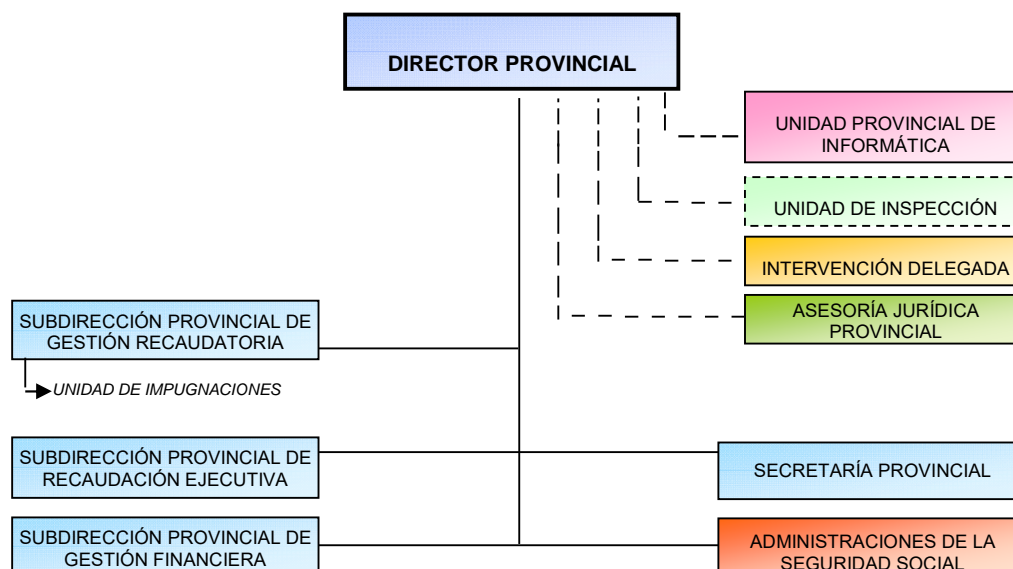 DIRECTOR PROVINCIAL
UNIDAD PROVINCIAL DE
INFORMÁTICA
UNIDAD DE INSPECCIÓN
INTERVENCIÓN DELEGADA
ASESORÍA JURÍDICA
PROVINCIAL
SUBDIRECCIÓN PROVINCIAL DE
GESTIÓN RECAUDATORIA
UNIDAD DE IMPUGNACIONES
SUBDIRECCIÓN PROVINCIAL DE
RECAUDACIÓN EJECUTIVA
SECRETARÍA PROVINCIAL
SUBDIRECCIÓN PROVINCIAL DE
GESTIÓN FINANCIERA
ADMINISTRACIONES DE LA
SEGURIDAD SOCIAL